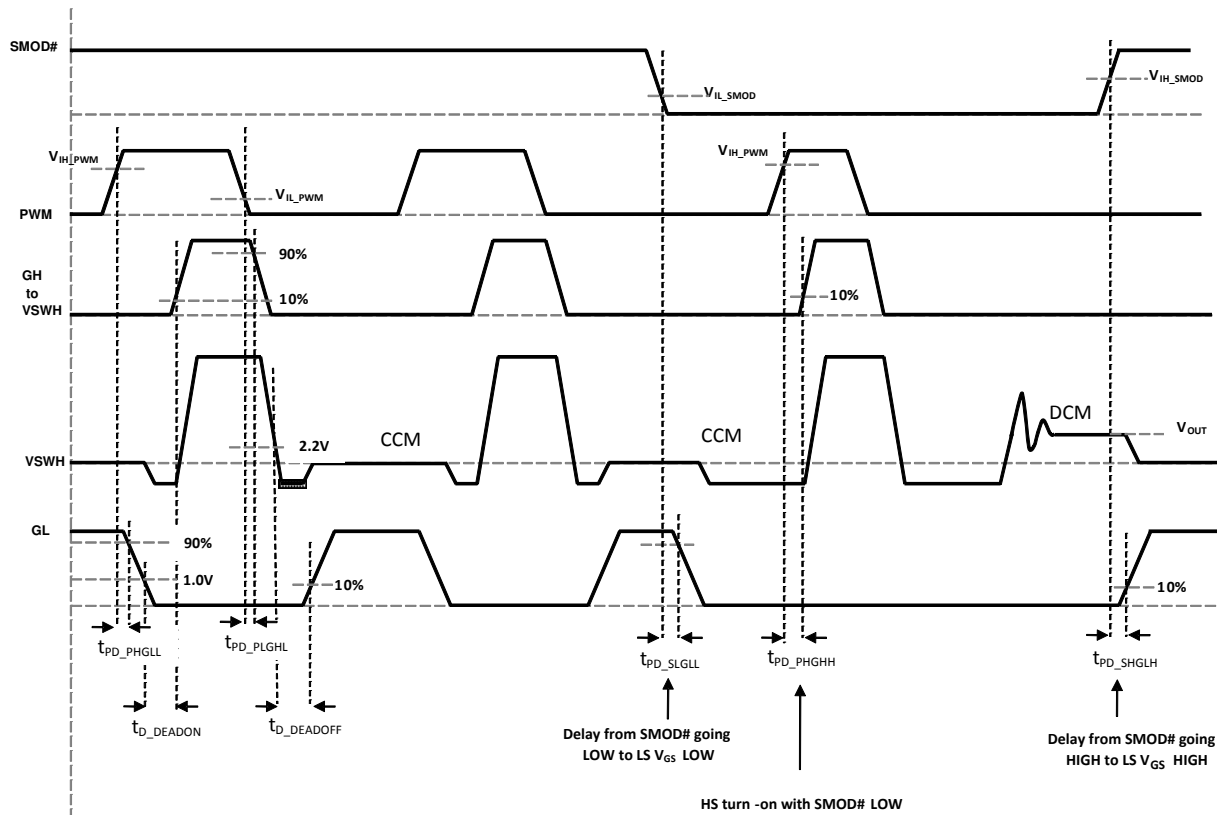 SMOD#
V_IL_SMOD
V_IH_SMOD
V_IH_PWM
V_IH_PWM
V_IL_PWM
PWM
90%
GH
to
VSWH
10%
10%
2.2V
CCM
CCM
DCM
V_OUT
VSWH
GL
90%
1.0V
10%
10%
t_PD_PHGLL
t_PD_PLGHL
t_PD_SLGLL
t_PD_PHGHH
t_PD_SHGLH
t_D_DEADON
t_D_DEADOFF
Delay from SMOD# going
LOW to LS V_GS LOW
Delay from SMOD# going
HIGH to LS V_GS HIGH
HS turn -on with SMOD# LOW